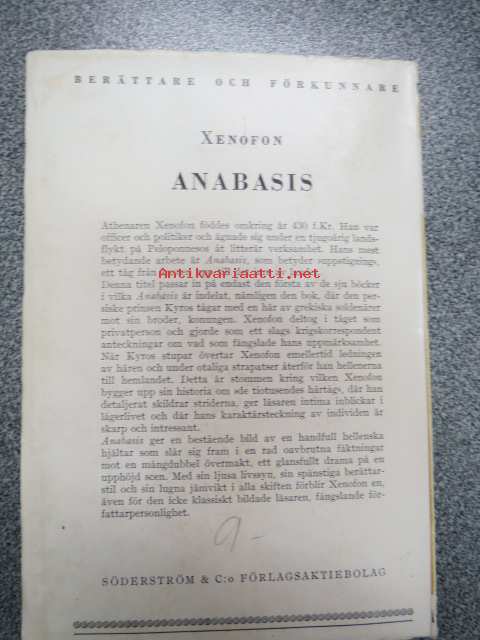 BERÄTTARE OCH FÖRKUNNARE
XENOFON
ANABASIS
Athenaren Xenofon föddes omkring år 430 f.Kr. Han var
officer och politiker och ägnade sig under en tjugoårig lands-
flykt på Peloponnesos åt litterär verksamhet. Hans mest
betydande arbete är Anabasis, som betyder uppstigning,
ett tåg från
Antikvariaatti.net
Denna titel passar in på endast den första av de sju böcker
i vilka Anabasis är indelat, nämligen den bok, där den per-
siske prinsen Kyros tågar med en här av grekiska soldenärer
mot sin broder, konungen. Xenofon deltog i tåget som
privatperson och gjorde som ett slags krigskorrespondent
anteckningar om vad som fängslade hans uppmärksamhet.
När Kyros stupar övertar Xenofon emellertid ledningen
av hären och under otaliga strapatser återför han hellenerna
till hemlandet. Detta är stommen kring vilken Xenofon
bygger upp sin historia om »de tiotusendes härtåg», där han
detaljerat skildrar striderna, ger läsaren intima inblickar i
lägerlivet och där hans karaktärsteckning av individen är
skarp och intressant.
Anabasis ger en bestående bild av en handfull hellenska
hjältar som slår sig fram i en rad oavbrutna fäktningar
mot en mångdubbel övermakt, ett glansfullt drama på en
upphöjd scen. Med sin ljusa livssyn, sin spänstiga berättar-
stil och sin lugna jämvikt i alla skiften förblir Xenofon en,
även för den icke klassiskt bildade läsaren, fängslande för-
fattarpersonlighet.
9-
SÖDERSTRÖM & C:o FÖRLAGSAKTIEBOLAG